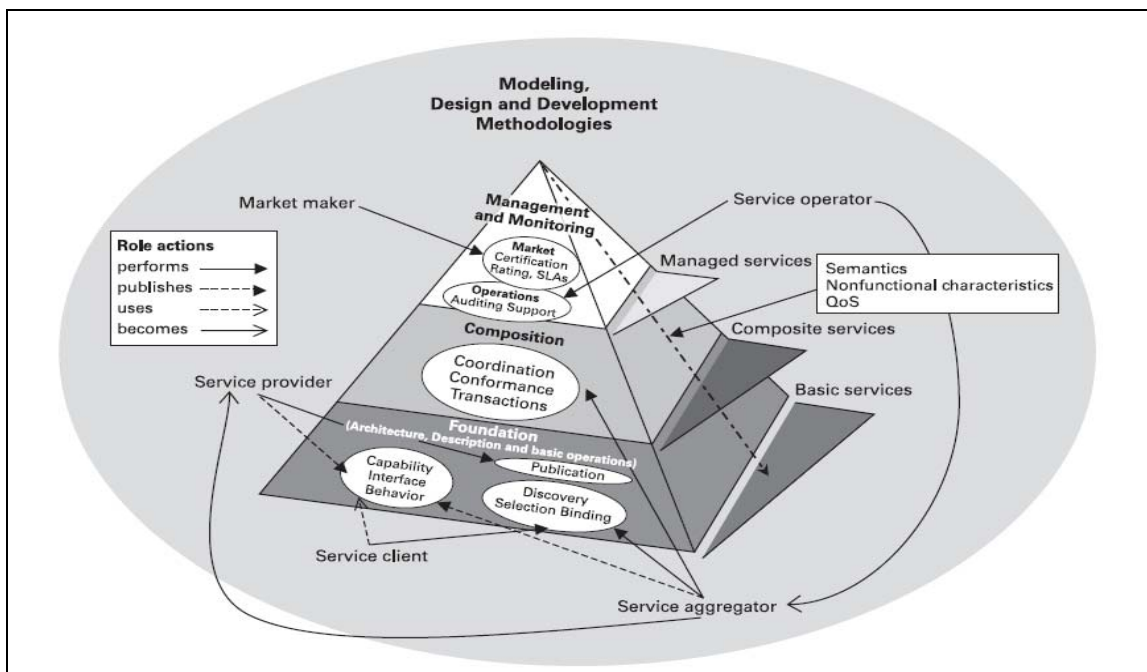 Modeling,
Design and Development
Methodologies
Market maker
Service operator
Management
and Monitoring
Role actions
performs
publishes
uses
becomes
Market
Certification
Rating, SLAs
Managed services
Semantics
Nonfunctional characteristics
QoS
Operations
Auditing Support
Composition
Composite services
Coordination
Conformance
Transactions
Service provider
Basic services
Foundation
(Architecture, Description and basic operations)
Capability
Interface
Behavior
Publication
Discovery
Selection Binding
Service client
Service aggregator